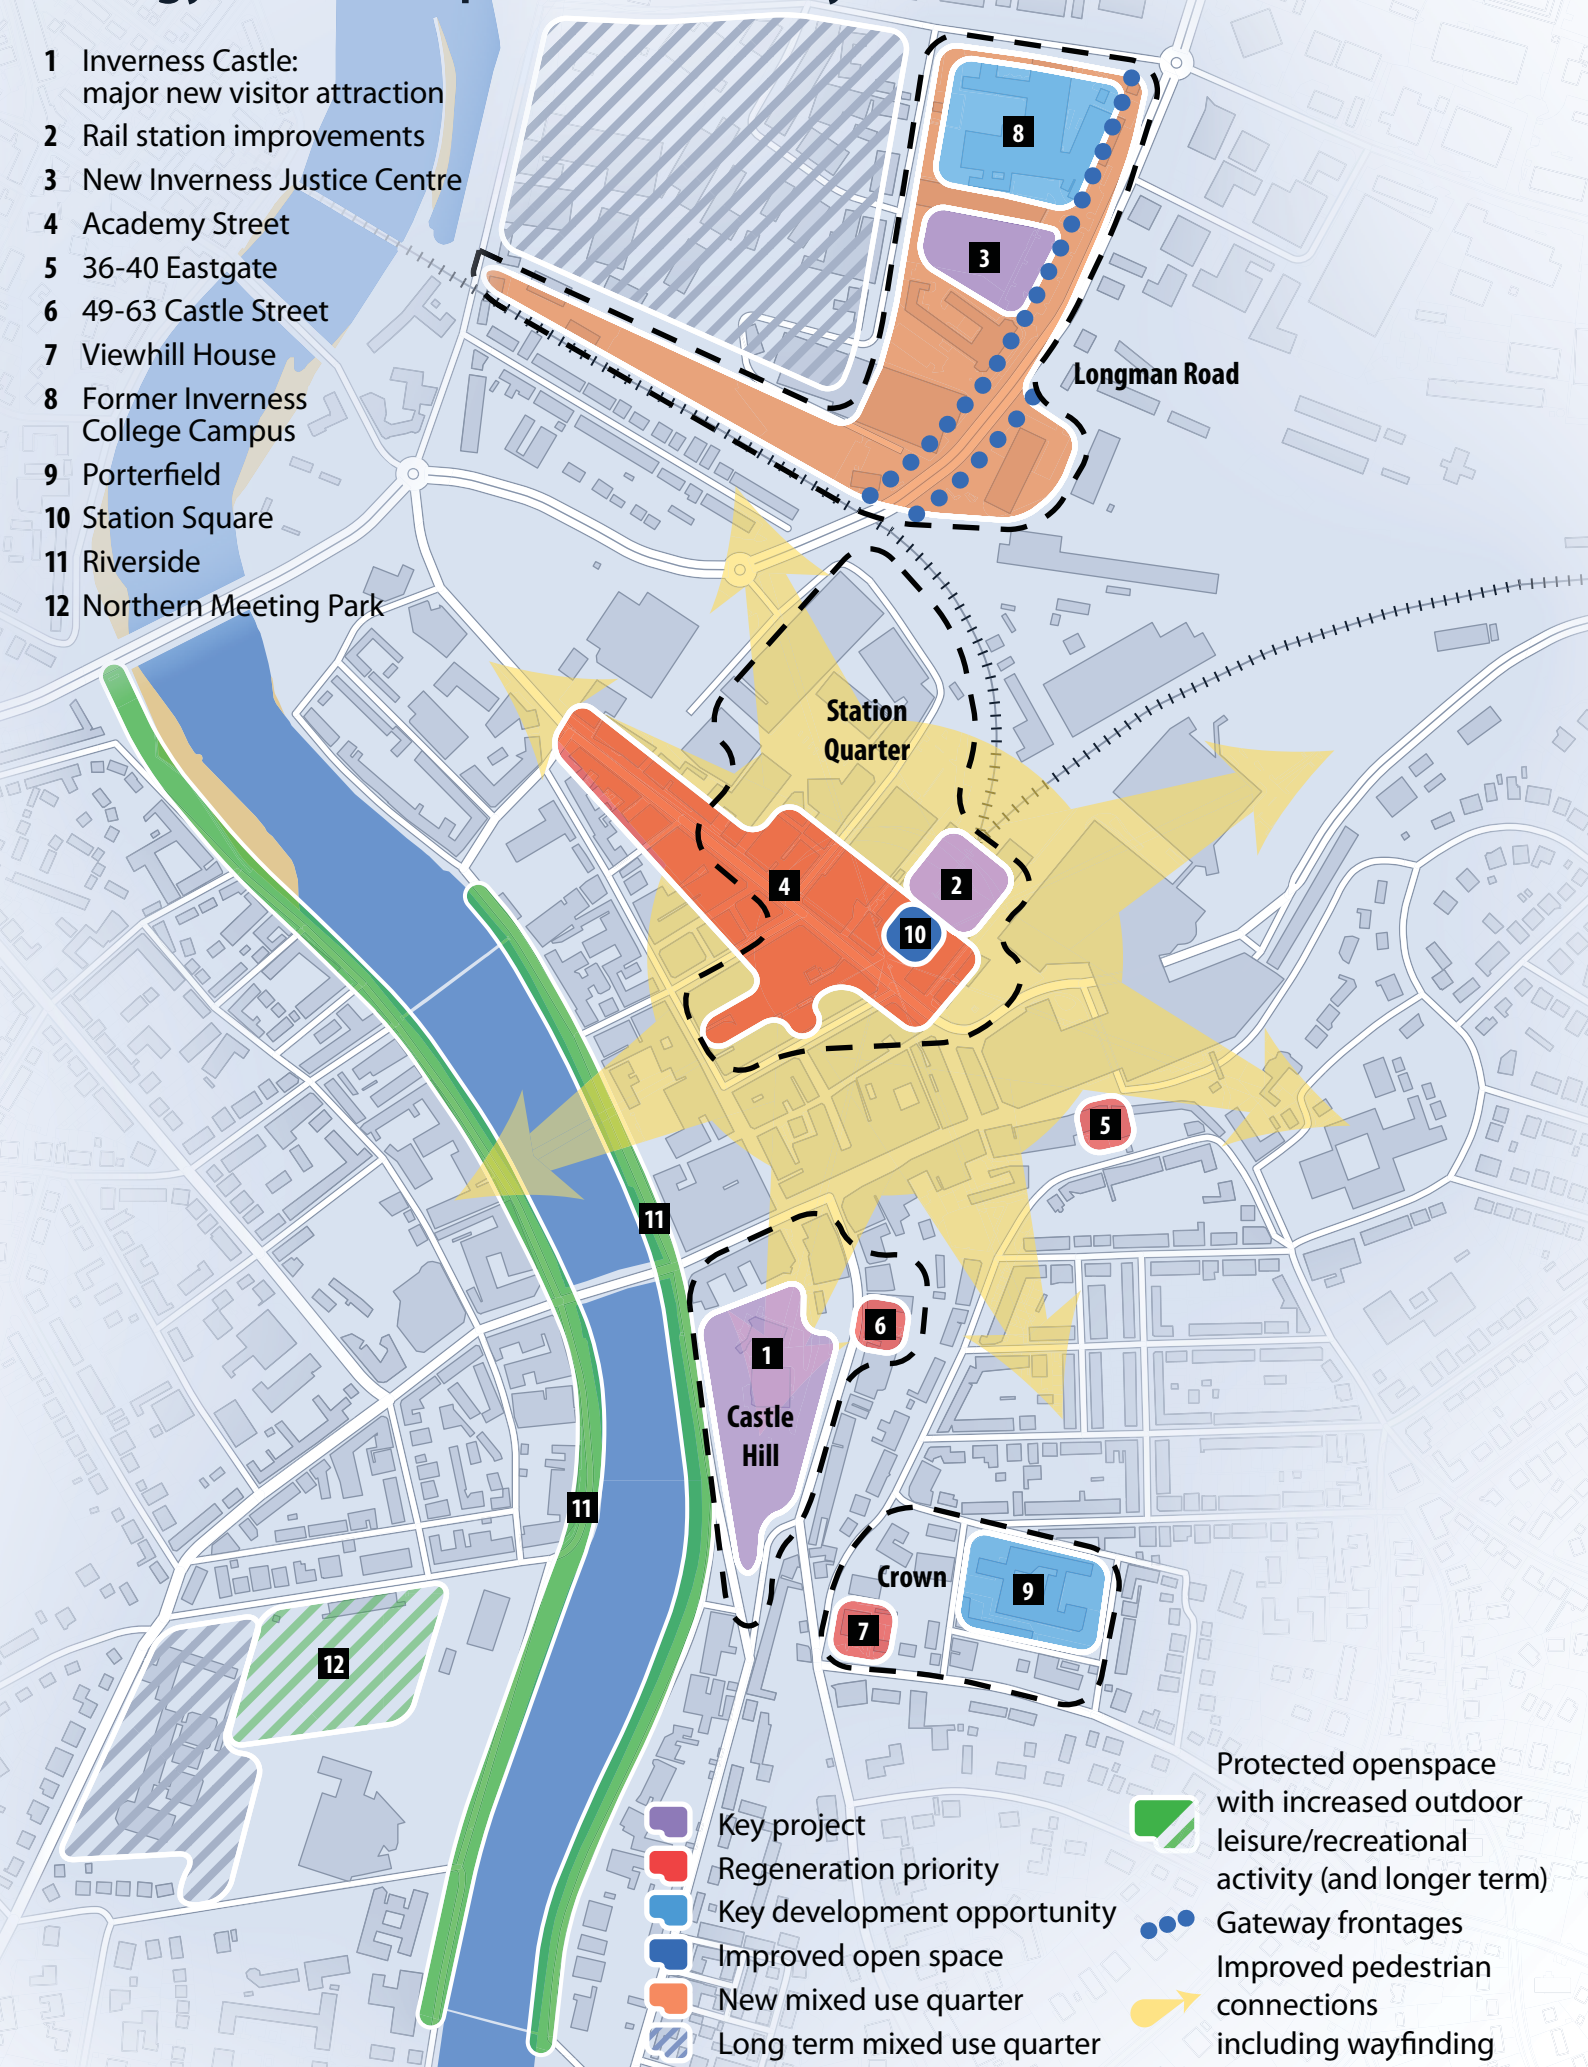 1 Inverness Castle:
major new visitor attraction
2 Rail station improvements
3 New Inverness Justice Centre
4 Academy Street
5 36-40 Eastgate
6 49-63 Castle Street
7 Viewhill House
8 Former Inverness
College Campus
9 Porterfield
10 Station Square
11 Riverside
12 Northern Meeting Park
8
3
Longman Road
Station
Quarter
4
2
10
5
11
6
1
Castle
Hill
11
Crown
9
7
12
Key project
Regeneration priority
Key development opportunity
Improved open space
New mixed use quarter
Long term mixed use quarter
Protected openspace
with increased outdoor
leisure/recreational
activity (and longer term)
Gateway frontages
Improved pedestrian
connections
including wayfinding